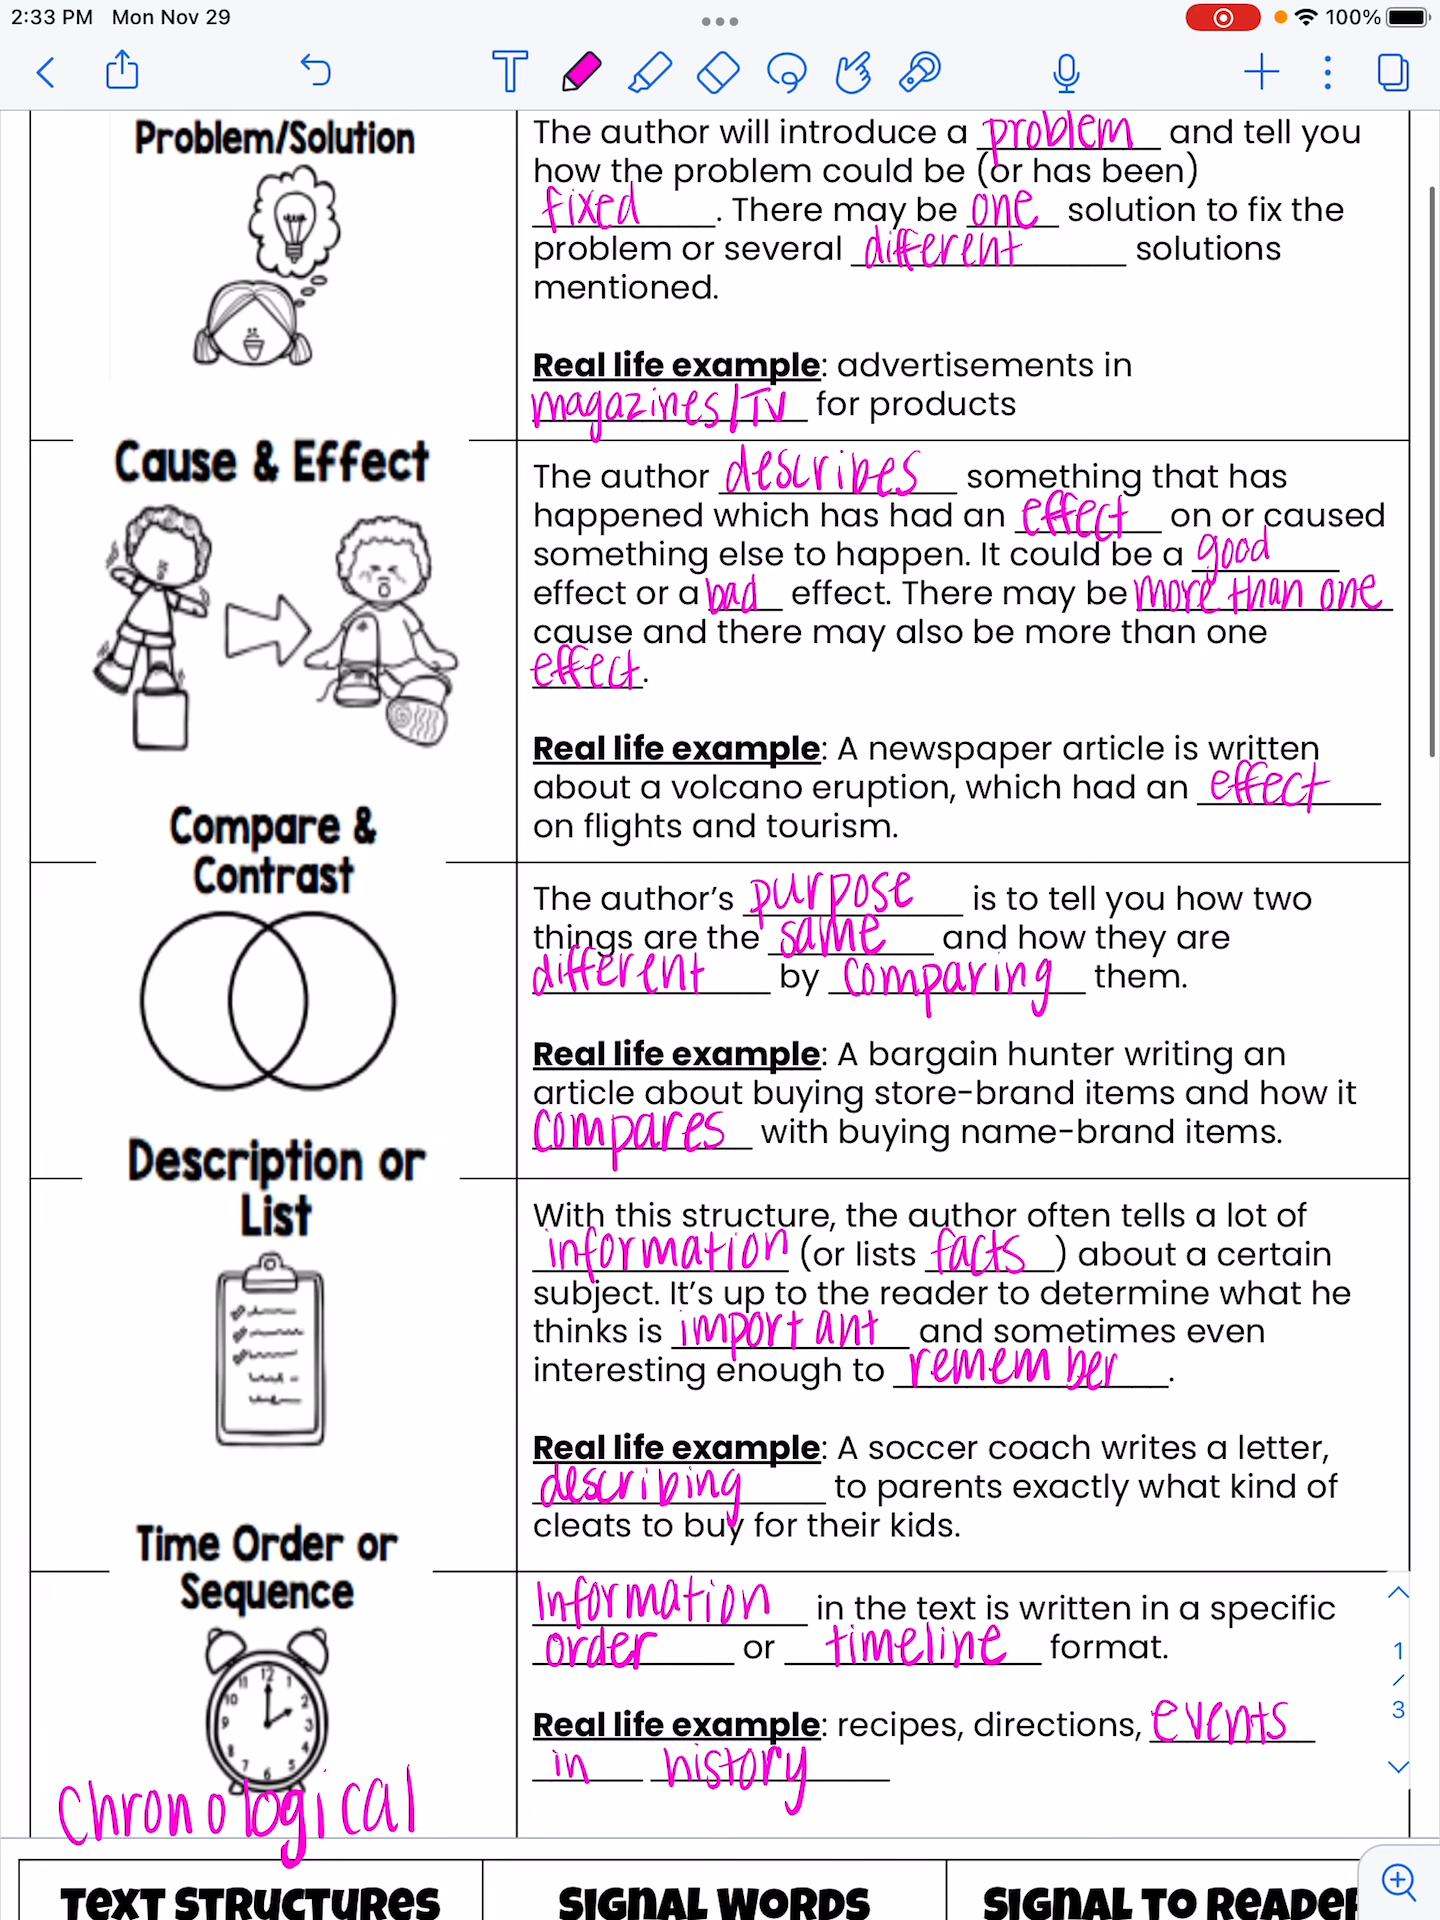 2:33 PM Mon Nov 29
100%
Problem/Solution
The author will introduce a problem and tell you
how the problem could be (or has been)
fixed. There may be one solution to fix the
problem or several different solutions
mentioned.
Real life example: advertisements in
magazines/TV for products
Cause & Effect
The author describes something that has
happened which has had an effect on or caused
something else to happen. It could be a good
effect or a bad effect. There may be more than one
cause and there may also be more than one
effect.
Real life example: A newspaper article is written
about a volcano eruption, which had an effect
on flights and tourism.
Compare &
Contrast
The author's purpose is to tell you how two
things are the same and how they are
different by comparing them.
Real life example: A bargain hunter writing an
article about buying store-brand items and how it
compares with buying name-brand items.
Description or
List
With this structure, the author often tells a lot of
information (or lists facts) about a certain
subject. It's up to the reader to determine what he
thinks is important and sometimes even
interesting enough to remember.
Real life example: A soccer coach writes a letter,
describing to parents exactly what kind of
cleats to buy for their kids.
Time Order or
Sequence
12 1 2 3 4 5 6 7 8 9 10 11
Chronological
Information in the text is written in a specific
order or timeline format.
Real life example: recipes, directions, events
in history
1
/
3
TEXT STRUCTURES
SIGNAL WORDS
SIGNAL TO READER